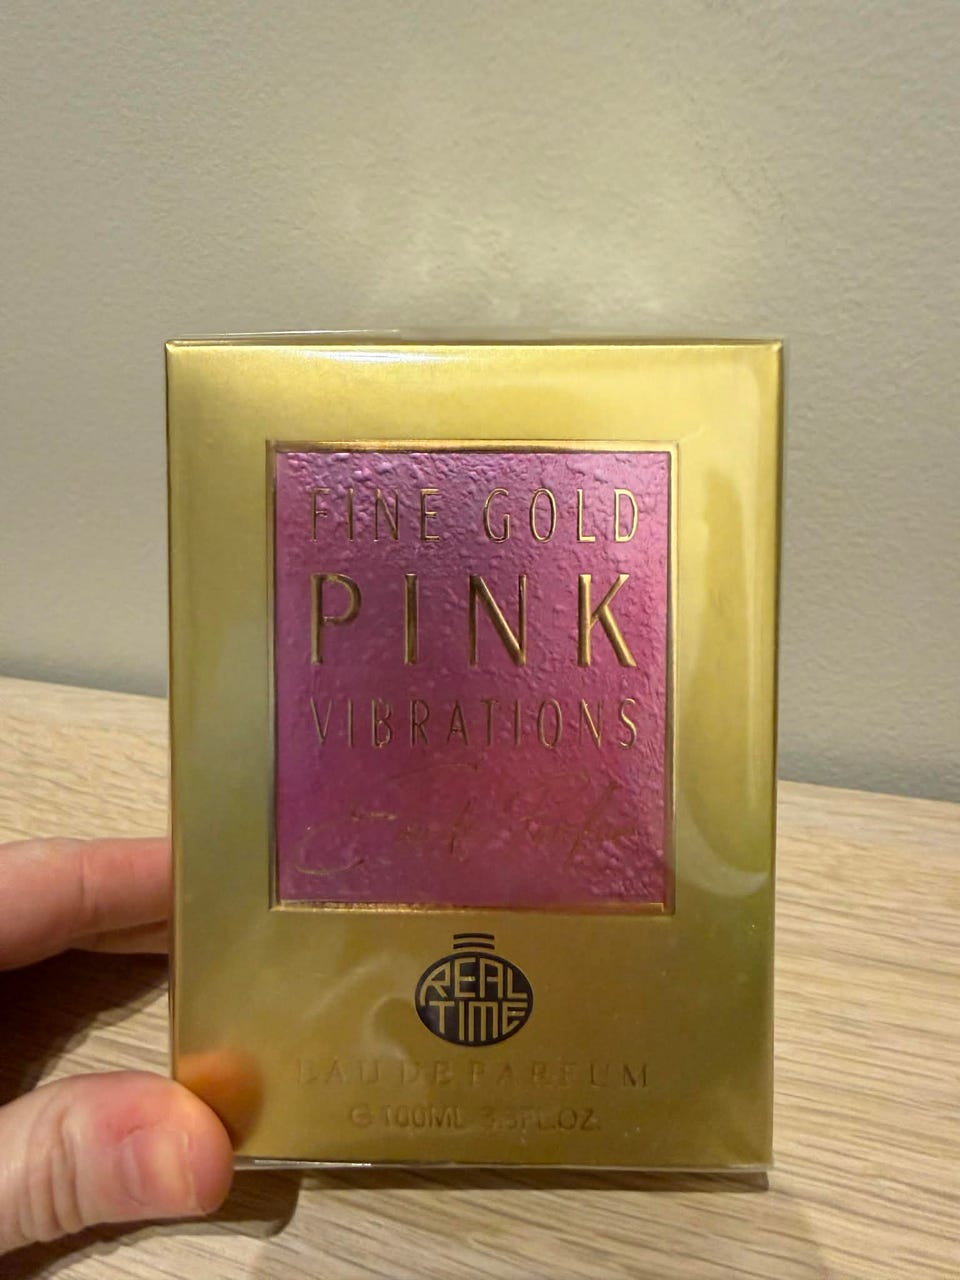 FINE GOLD
PINK
VIBRATIONS
REAL
TIME
EAU DE PARFUM
100ML 3.3FL.OZ.